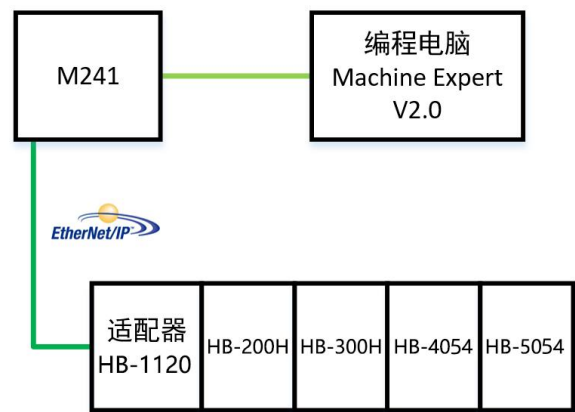 M241
编程电脑
Machine Expert
V2.0
EtherNet/IP
适配器
HB-1120
HB-200H
HB-300H
HB-4054
HB-5054